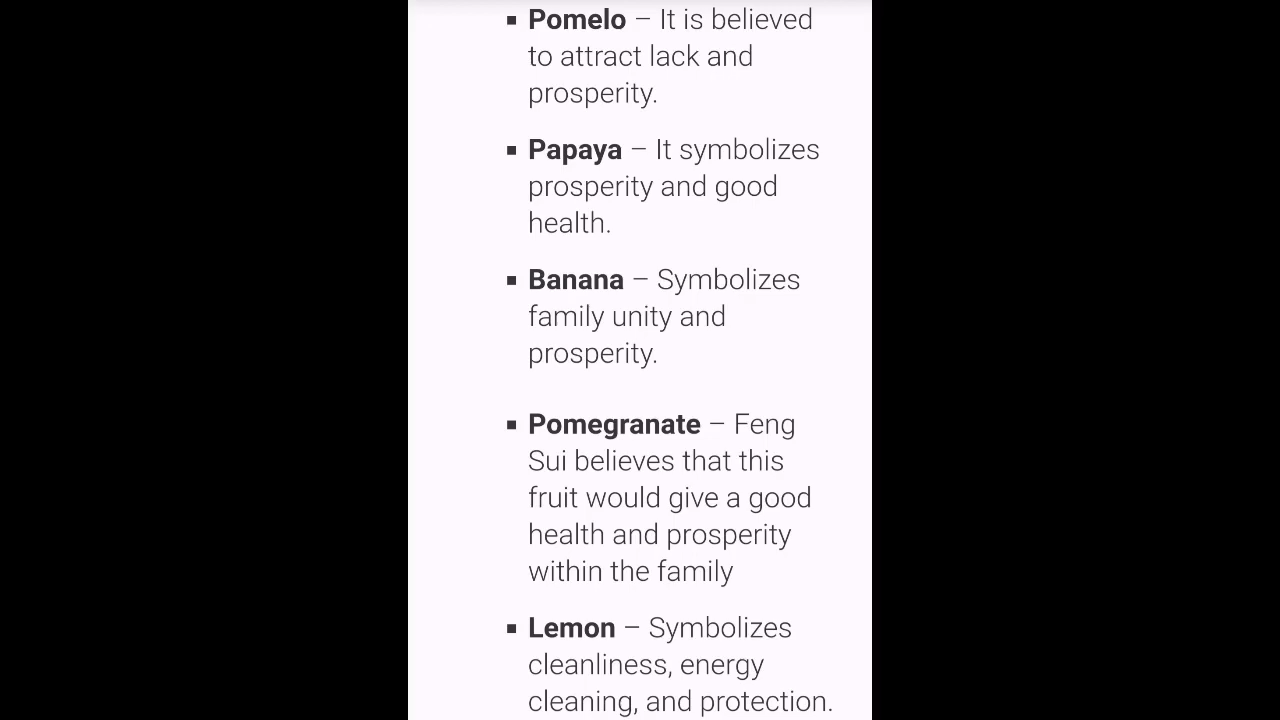 ▪ Pomelo – It is believed
to attract lack and
prosperity.
▪ Papaya – It symbolizes
prosperity and good
health.
▪ Banana – Symbolizes
family unity and
prosperity.
▪ Pomegranate – Feng
Sui believes that this
fruit would give a good
health and prosperity
within the family
▪ Lemon – Symbolizes
cleanliness, energy
cleaning, and protection.